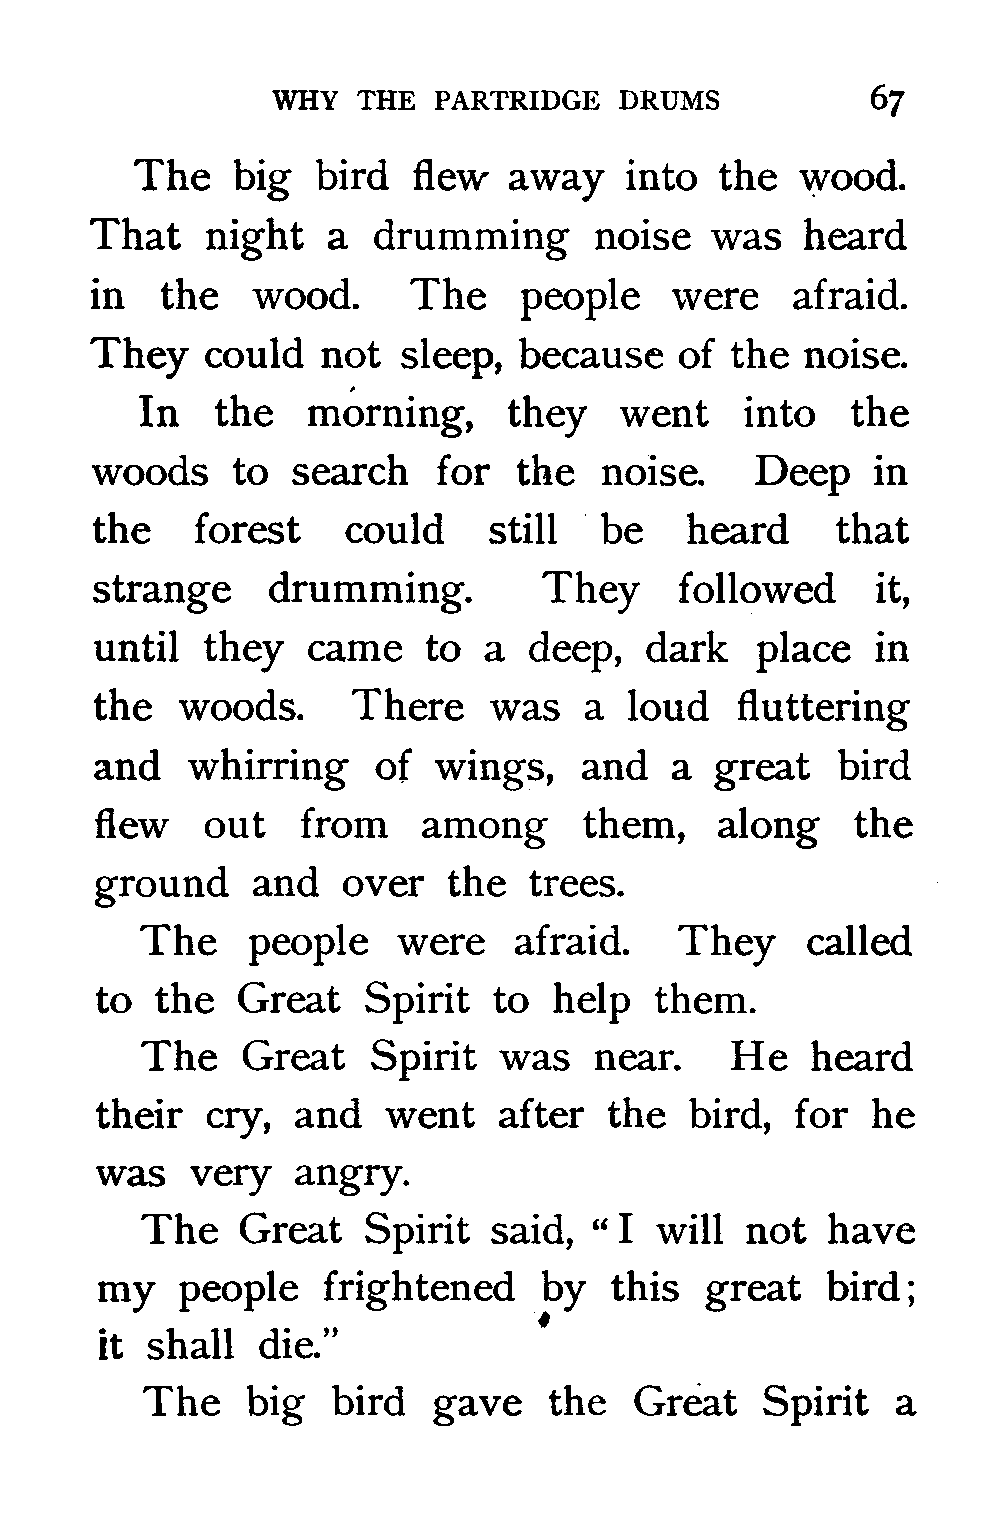 WHY THE PARTRIDGE DRUMS 67
The big bird flew away into the wood.
That night a drumming noise was heard
in the wood. The people were afraid.
They could not sleep, because of the noise.
In the morning, they went into the
woods to search for the noise. Deep in
the forest could still be heard that
strange drumming. They followed it,
until they came to a deep, dark place in
the woods. There was a loud fluttering
and whirring of wings, and a great bird
flew out from among them, along the
ground and over the trees.
The people were afraid. They called
to the Great Spirit to help them.
The Great Spirit was near. He heard
their cry, and went after the bird, for he
was very angry.
The Great Spirit said, "I will not have
my people frightened by this great bird;
it shall die."
The big bird gave the Great Spirit a